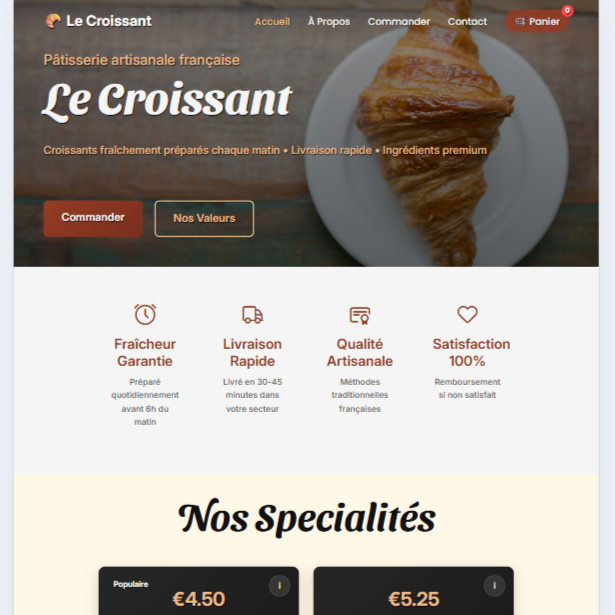 Le Croissant
Accueil À Propos Commander Contact Panier 0
Pâtisserie artisanale française
Le Croissant
Croissants fraîchement préparés chaque matin • Livraison rapide • Ingrédients premium
Commander Nos Valeurs
Fraîcheur
Garantie
Préparé
quotidiennement
avant 6h du
matin
Livraison
Rapide
Livré en 30-45
minutes dans
votre secteur
Qualité
Artisanale
Méthodes
traditionnelles
françaises
Satisfaction
100%
Remboursement
si non satisfait
Nos Specialités
Populaire
i
€4.50
i
€5.25